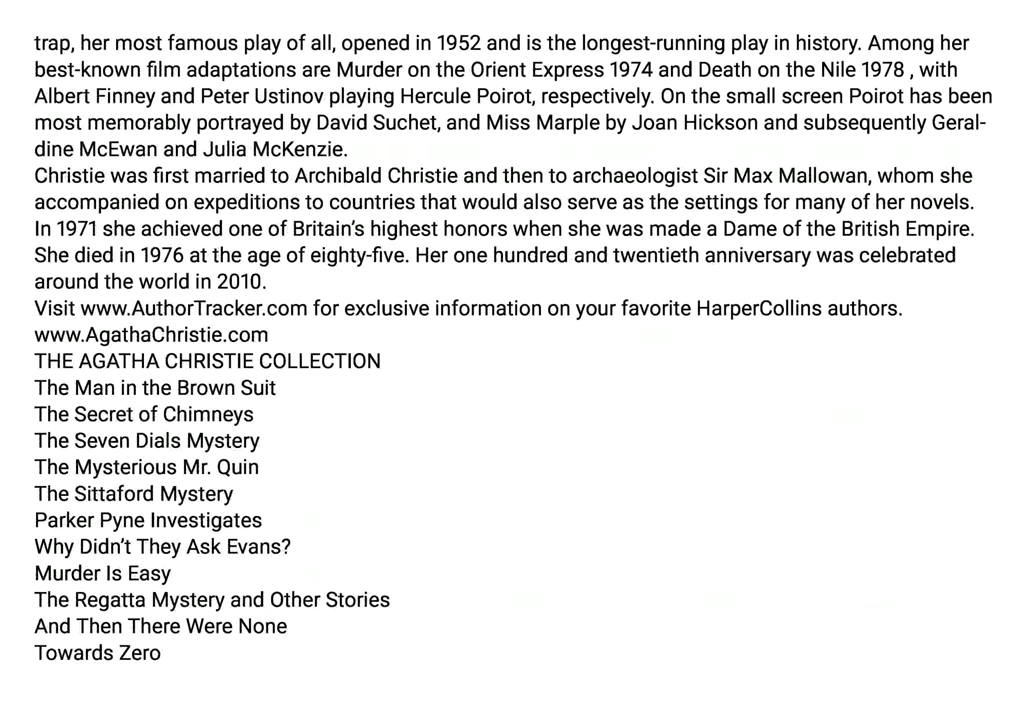 trap, her most famous play of all, opened in 1952 and is the longest-running play in history. Among her
best-known film adaptations are Murder on the Orient Express 1974 and Death on the Nile 1978 , with
Albert Finney and Peter Ustinov playing Hercule Poirot, respectively. On the small screen Poirot has been
most memorably portrayed by David Suchet, and Miss Marple by Joan Hickson and subsequently Geral-
dine McEwan and Julia McKenzie.
Christie was first married to Archibald Christie and then to archaeologist Sir Max Mallowan, whom she
accompanied on expeditions to countries that would also serve as the settings for many of her novels.
In 1971 she achieved one of Britain’s highest honors when she was made a Dame of the British Empire.
She died in 1976 at the age of eighty-five. Her one hundred and twentieth anniversary was celebrated
around the world in 2010.
Visit www.AuthorTracker.com for exclusive information on your favorite HarperCollins authors.
www.AgathaChristie.com
THE AGATHA CHRISTIE COLLECTION
The Man in the Brown Suit
The Secret of Chimneys
The Seven Dials Mystery
The Mysterious Mr. Quin
The Sittaford Mystery
Parker Pyne Investigates
Why Didn’t They Ask Evans?
Murder Is Easy
The Regatta Mystery and Other Stories
And Then There Were None
Towards Zero